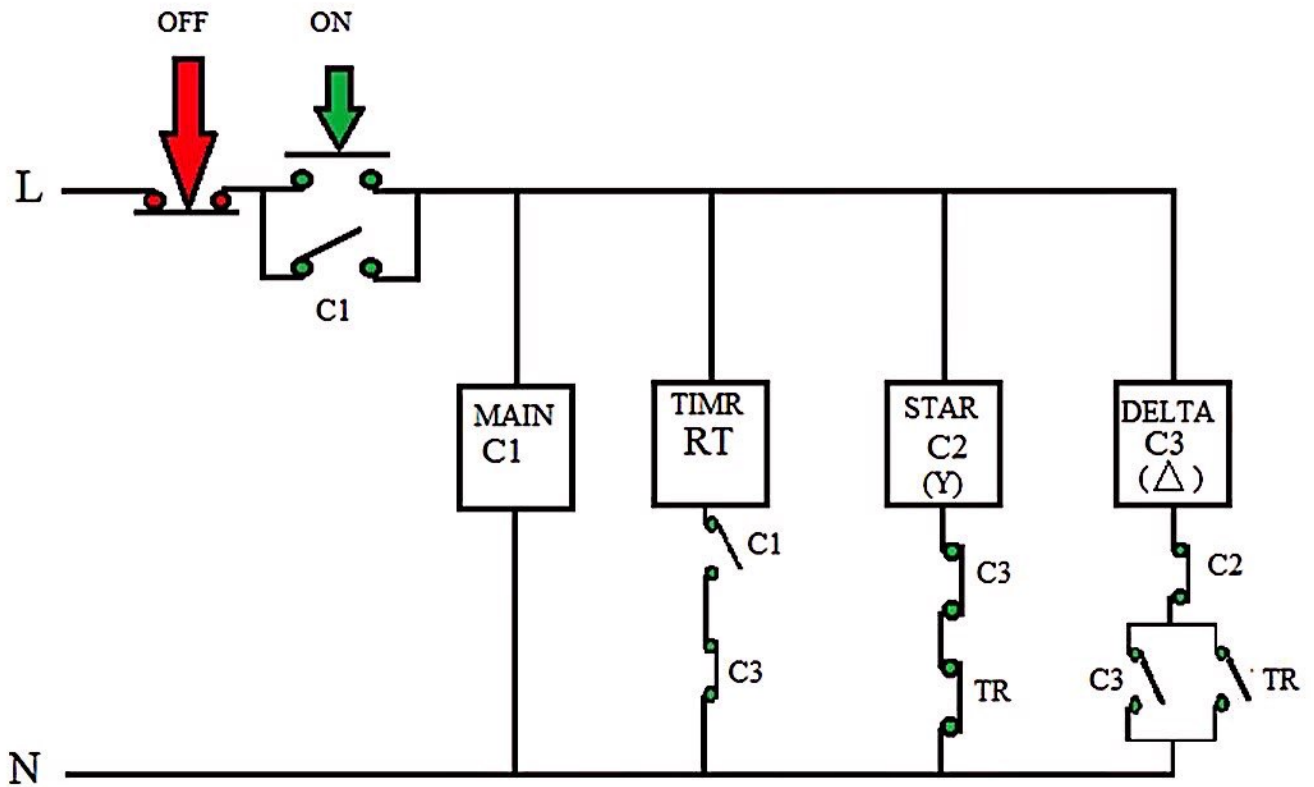 OFF
ON
L
C1
MAIN
C1
TIMR
RT
STAR
C2
(Y)
DELTA
C3
(△)
C1
C3
C3
TR
C2
C3
TR
N